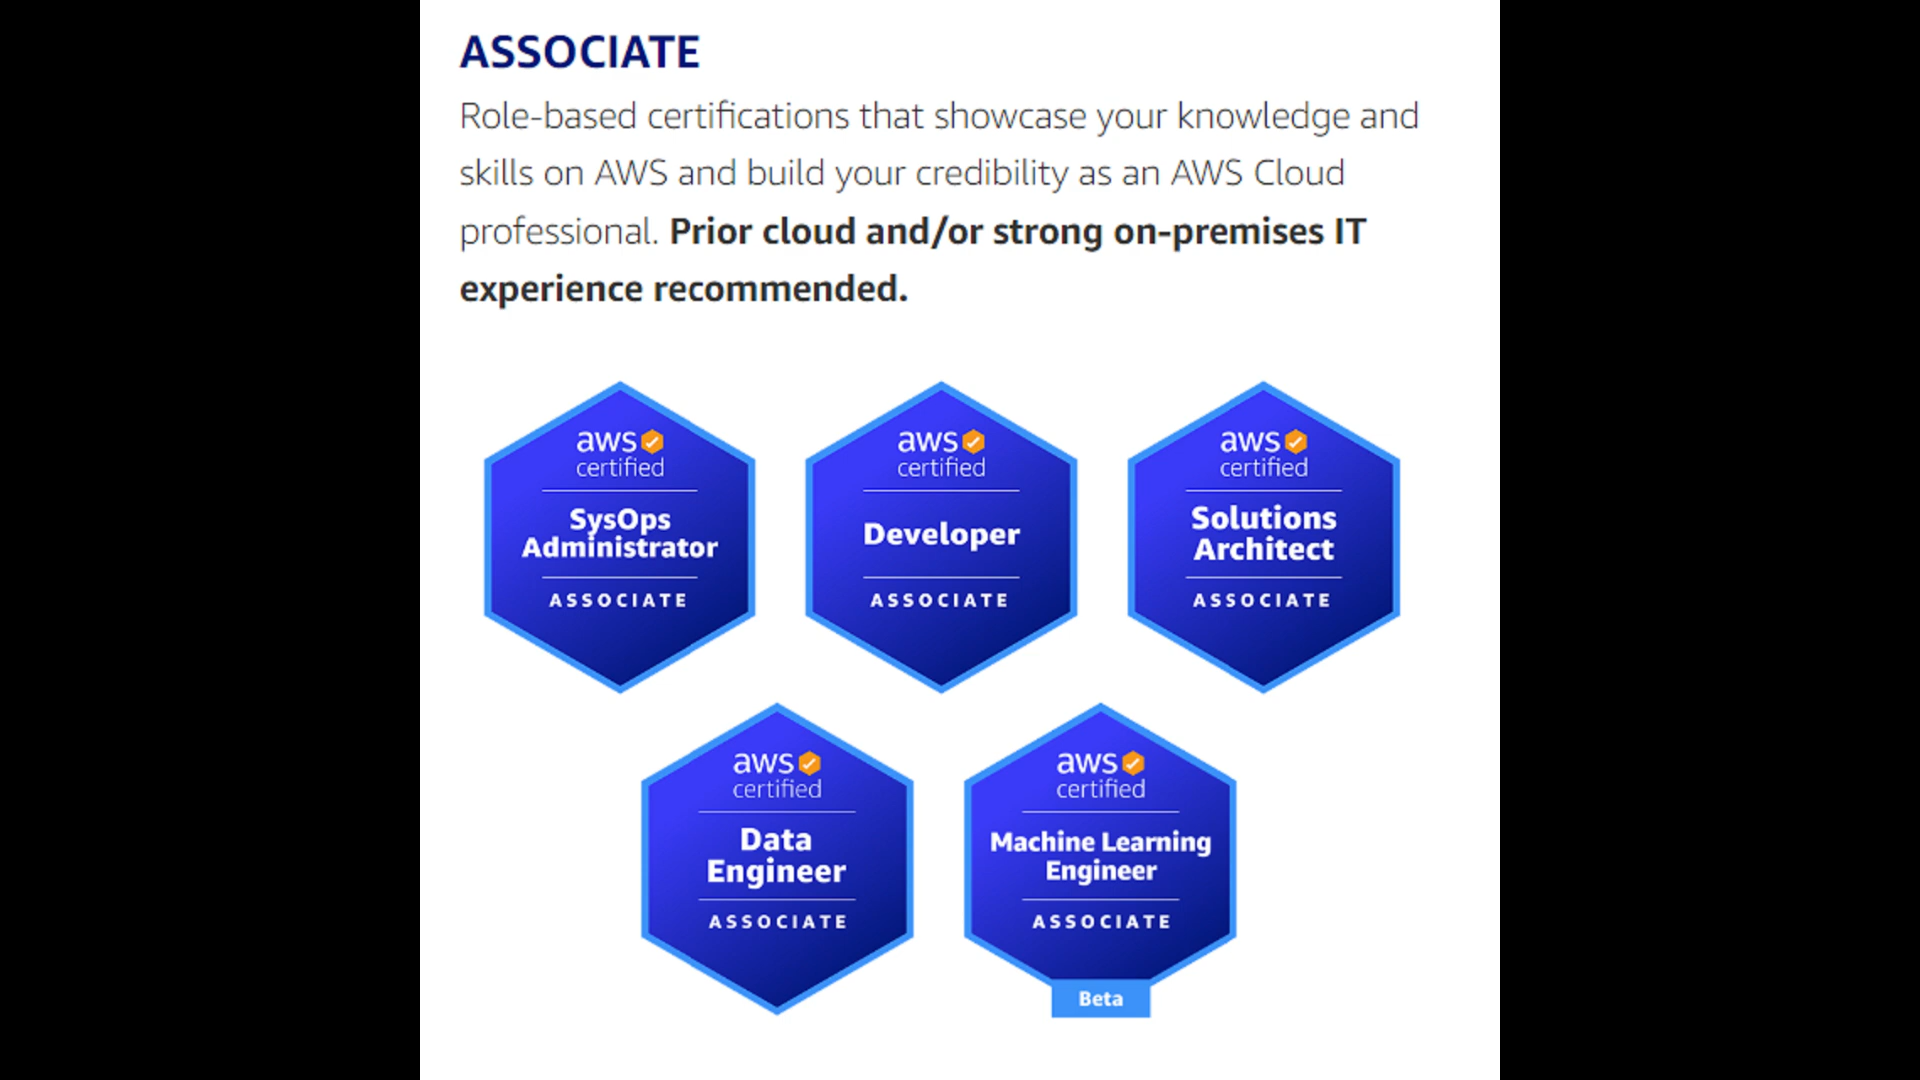 ASSOCIATE
Role-based certifications that showcase your knowledge and
skills on AWS and build your credibility as an AWS Cloud
professional. Prior cloud and/or strong on-premises IT
experience recommended.
aws
certified
SysOps
Administrator
ASSOCIATE
aws
certified
Developer
ASSOCIATE
aws
certified
Solutions
Architect
ASSOCIATE
aws
certified
Data
Engineer
ASSOCIATE
aws
certified
Machine Learning
Engineer
ASSOCIATE
Beta